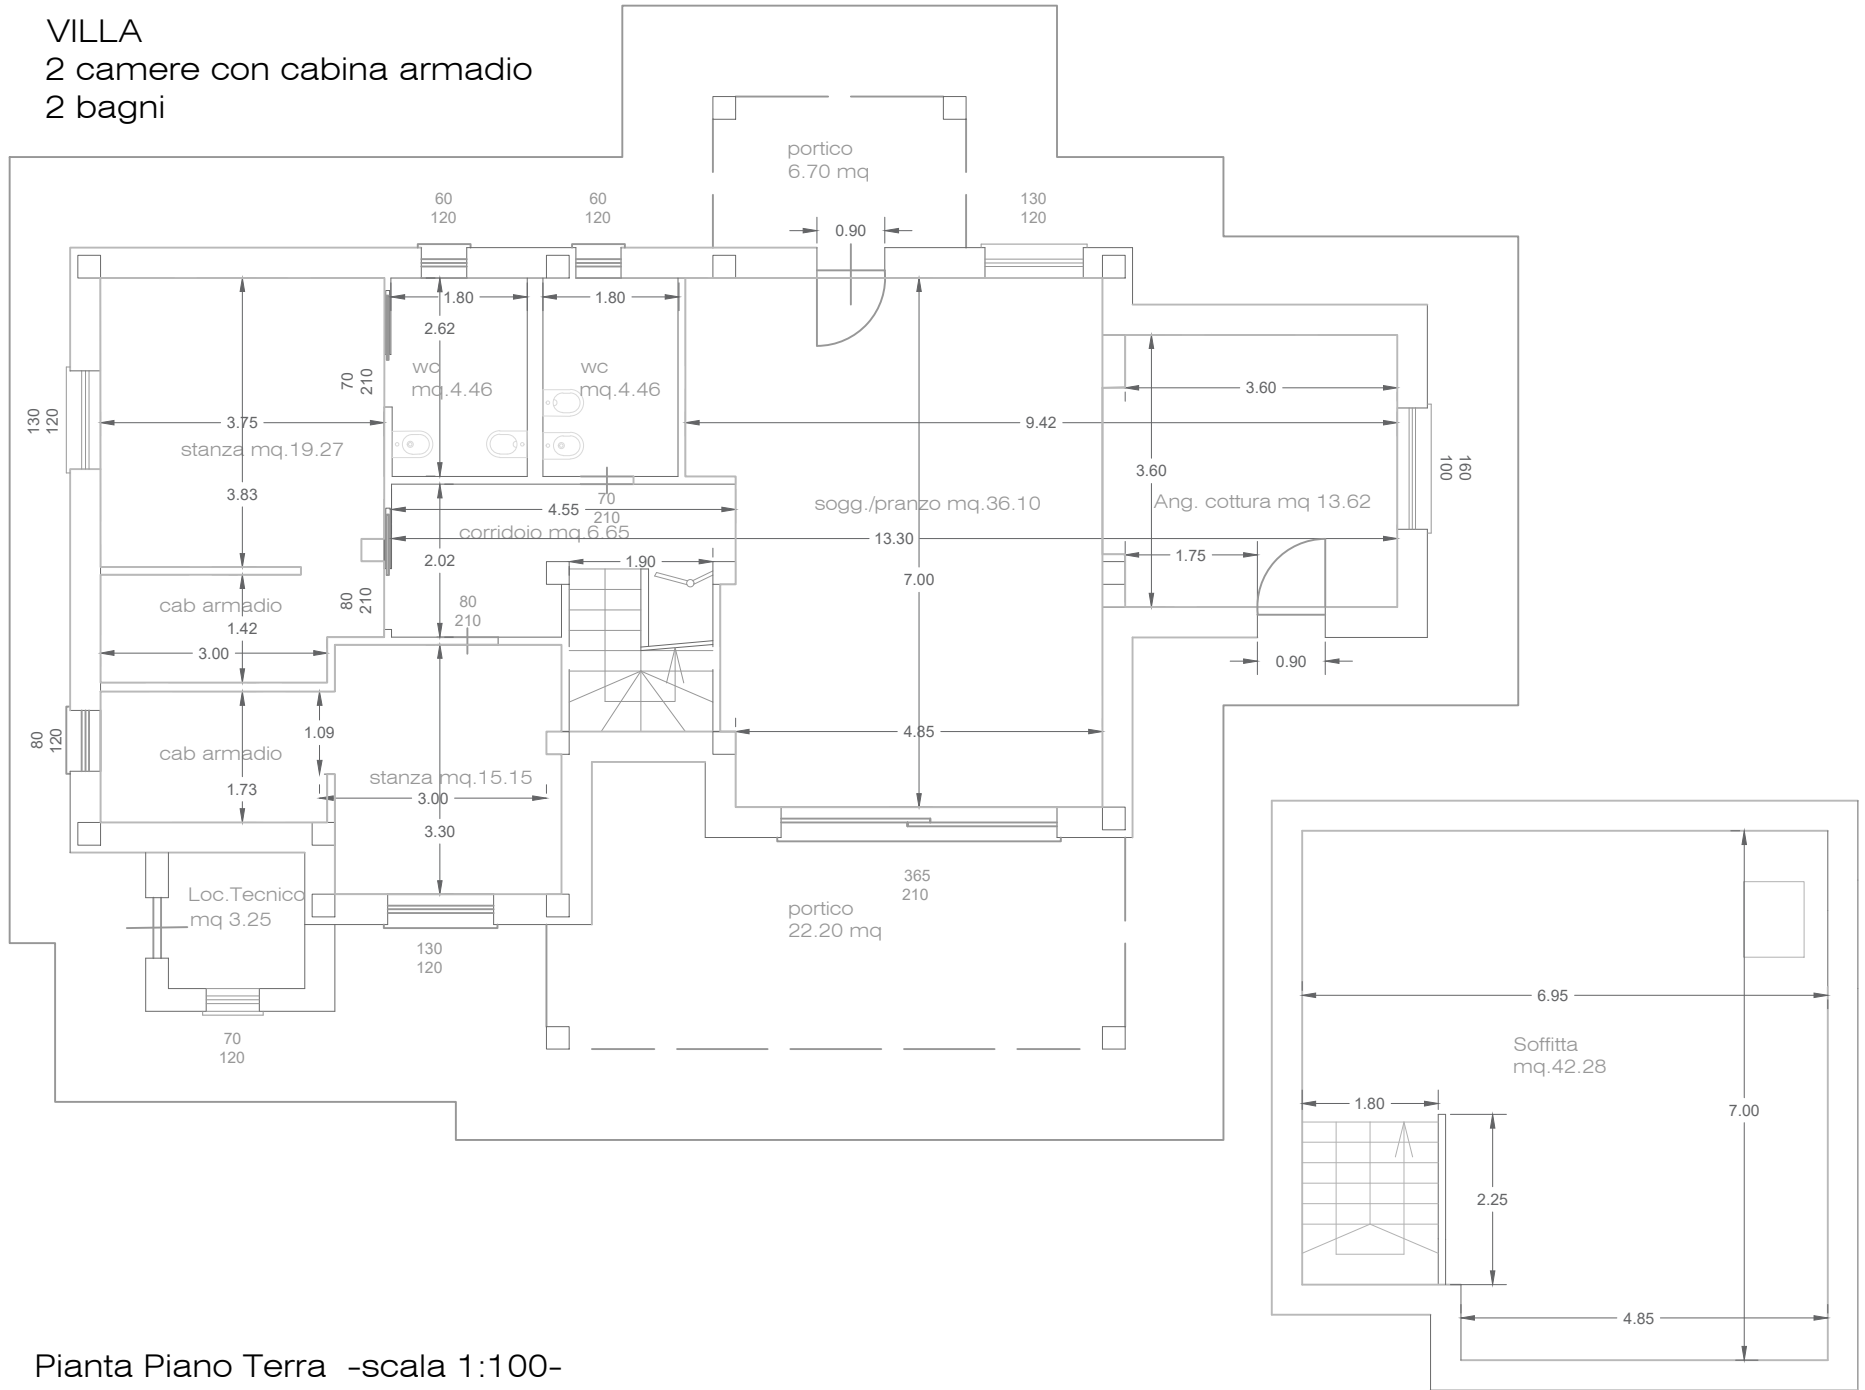 VILLA
2 camere con cabina armadio
2 bagni
portico
6.70 mq
60
120
60
120
130
120
0.90
1.80
1.80
2.62
wc
mq.4.46
wc
mq.4.46
70
210
3.60
130
120
3.75
9.42
stanza mq.19.27
3.60
160
100
3.83
70
210
4.55
sogg./pranzo mq.36.10
Ang. cottura mq 13.62
corridoio mq.6.65
13.30
2.02
1.90
1.75
7.00
80
210
80
210
cab armadio
1.42
3.00
0.90
80
120
1.09
4.85
cab armadio
stanza mq.15.15
1.73
3.00
3.30
365
210
Loc.Tecnico
mq 3.25
portico
22.20 mq
130
120
70
120
6.95
Soffitta
mq.42.28
1.80
7.00
2.25
4.85
Pianta Piano Terra -scala 1:100-